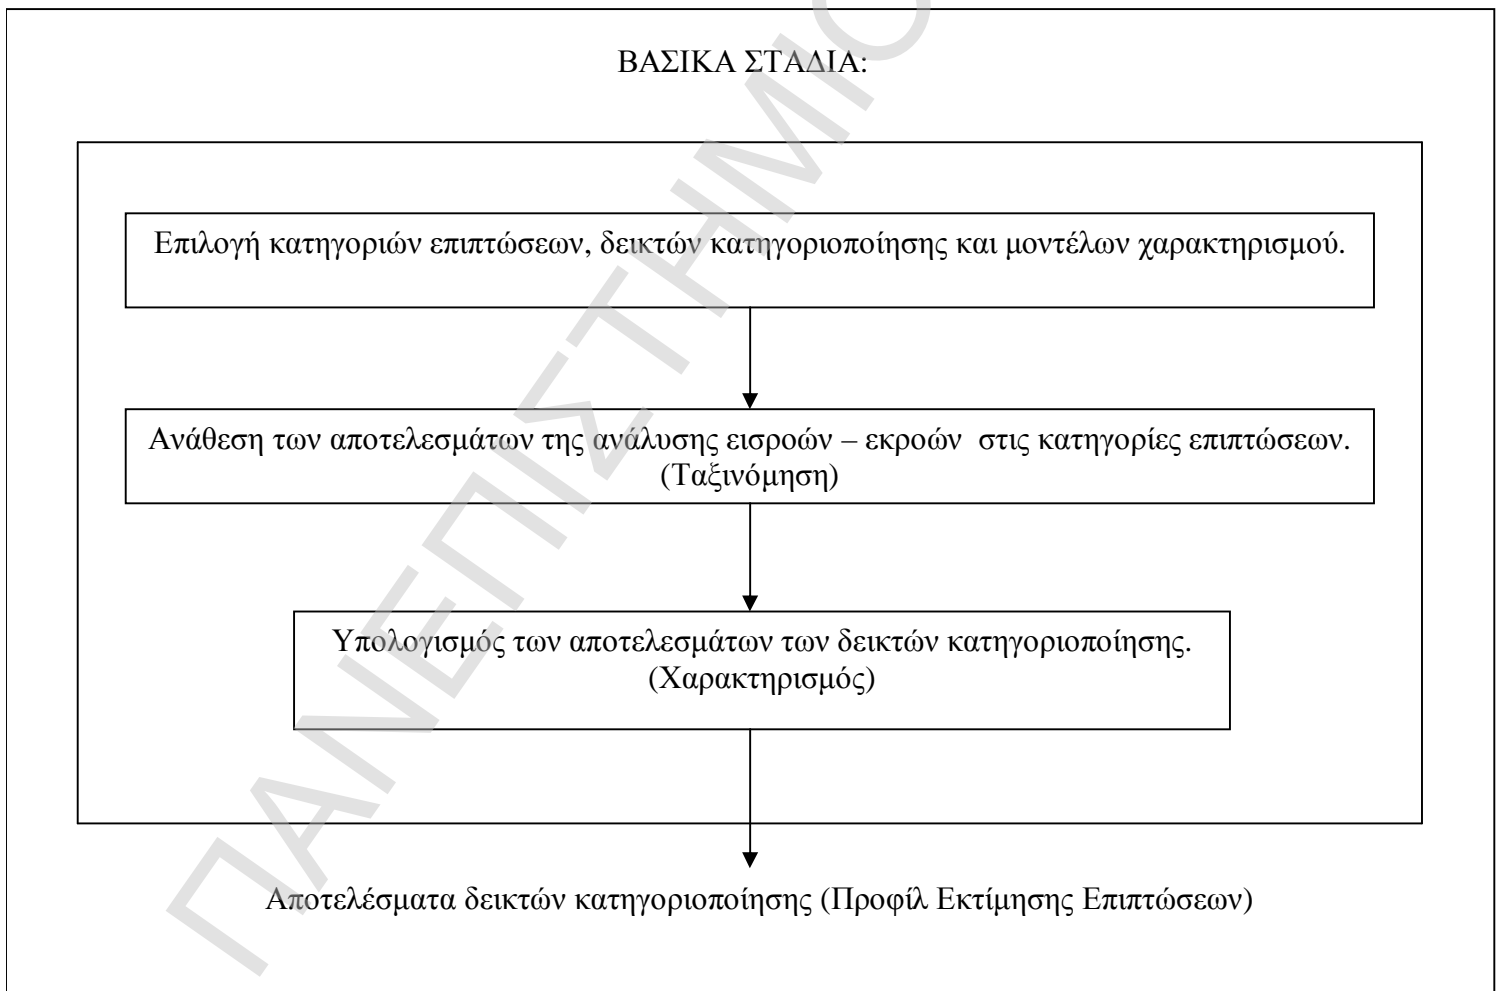 ΒΑΣΙΚΑ ΣΤΑΔΙΑ:
Επιλογή κατηγοριών επιπτώσεων, δεικτών κατηγοριοποίησης και μοντέλων χαρακτηρισμού.
Ανάθεση των αποτελεσμάτων της ανάλυσης εισροών – εκροών στις κατηγορίες επιπτώσεων.
(Ταξινόμηση)
Υπολογισμός των αποτελεσμάτων των δεικτών κατηγοριοποίησης.
(Χαρακτηρισμός)
Αποτελέσματα δεικτών κατηγοριοποίησης (Προφίλ Εκτίμησης Επιπτώσεων)
ΠΑΝΕΠΙΣΤΗΜΙΟ